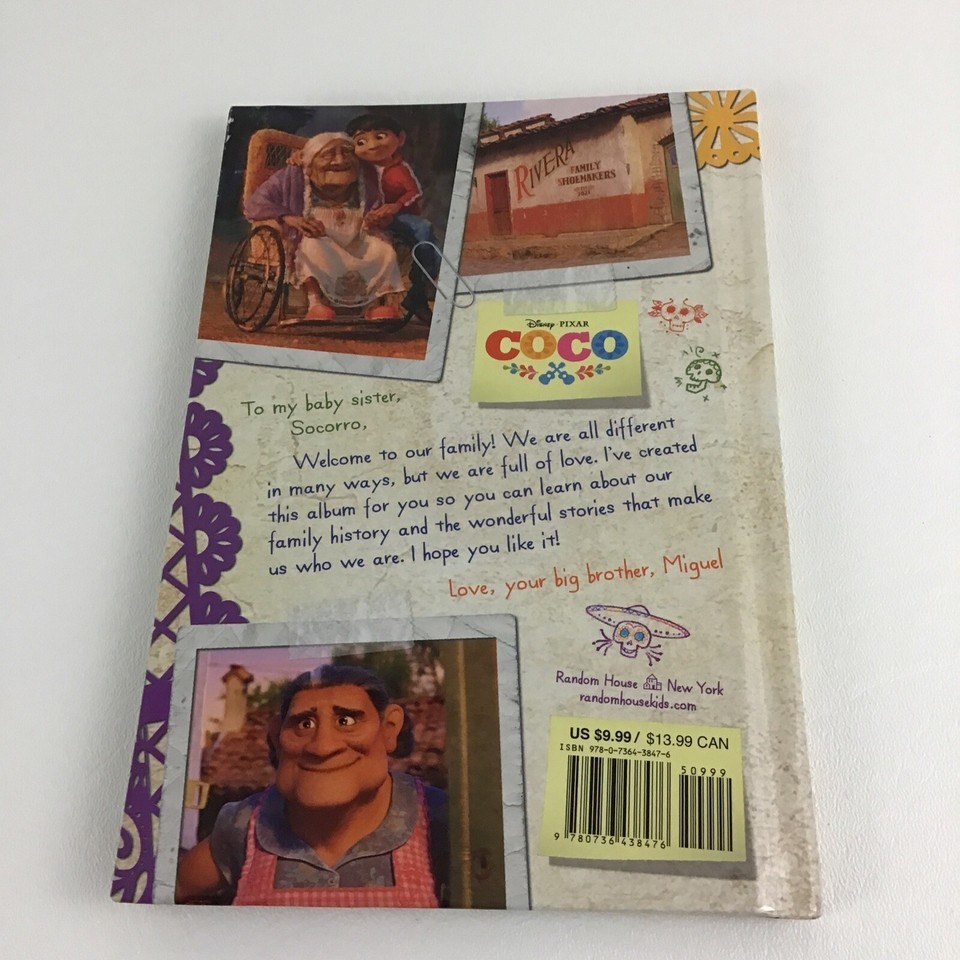 RIVERA
FAMILY
SHOEMAKERS
Disney · PIXAR
COCO
To my baby sister,
Socorro,
Welcome to our family! We are all different
in many ways, but we are full of love. I've created
this album for you so you can learn about our
family history and the wonderful stories that make
us who we are. I hope you like it!
Love, your big brother, Miguel
Random House New York
randomhousekids.com
US $9.99 / $13.99 CAN
ISBN 978-0-7364-3847-6
50999
9 780736 438476